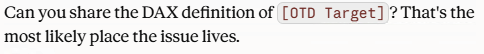 Can you share the DAX definition of [OTD Target]? That's the
most likely place the issue lives.